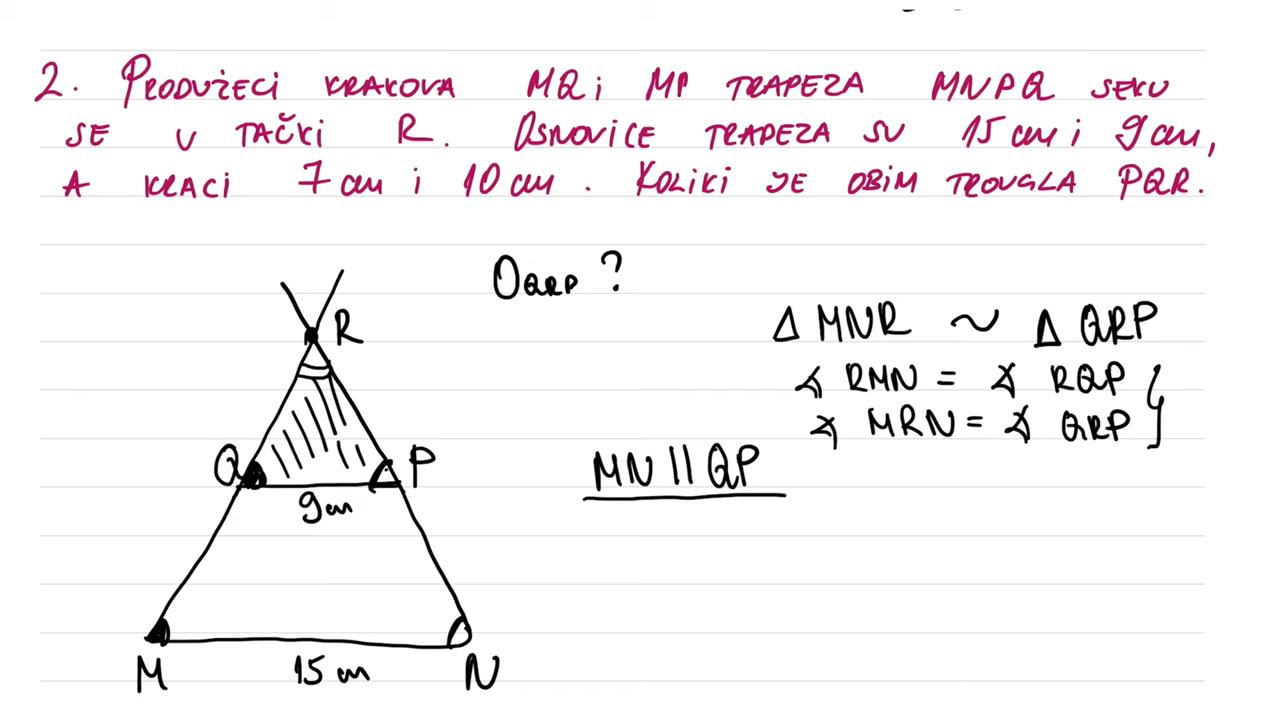 2. PRODUŽECI KRAKOVA MQ i MP TRAPEZA MNPQ SEKU
SE U TAČKI R. OSNOVICE TRAPEZA SU 15 cm i 9 cm,
A KRACI 7 cm i 10 cm. KOLIKI JE OBIM TROUGLA PQR.
OQRP ?
Δ MNR ~ Δ QRP
∢ RMN = ∢ RQP }
∢ MRN = ∢ QRP
MN || QP
R
Q
P
9 cm
M
15 cm
N